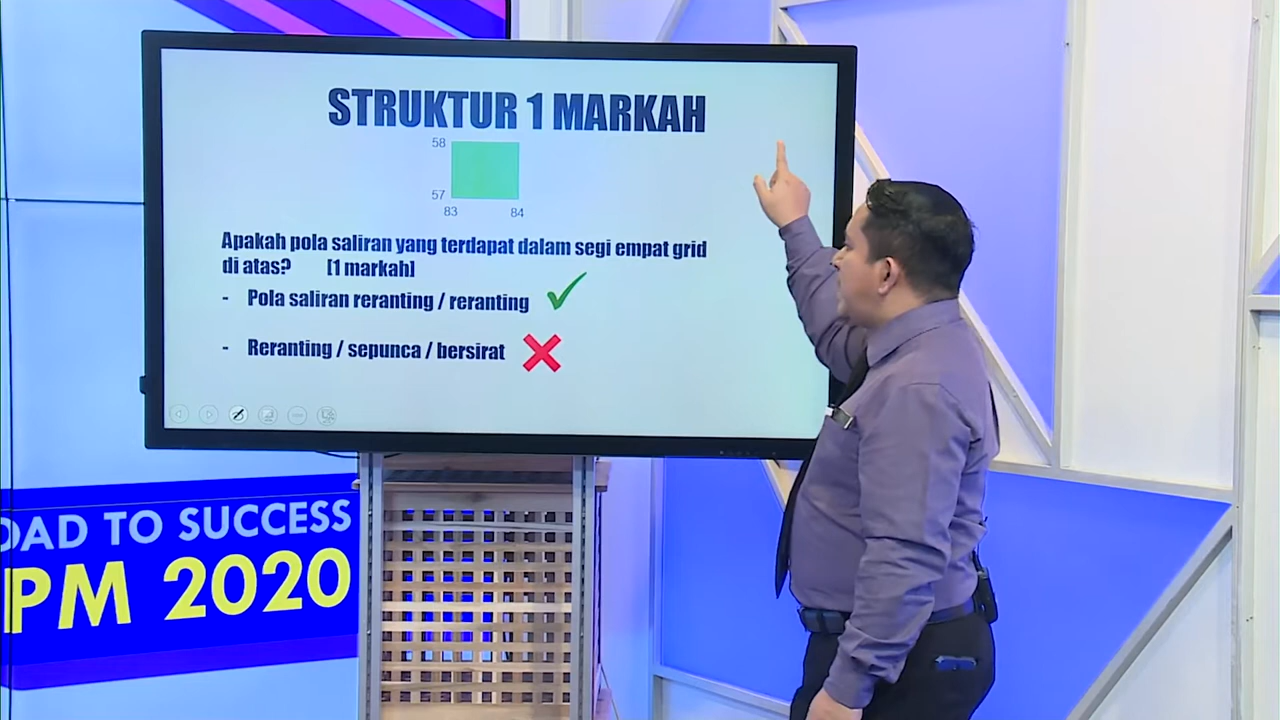 STRUKTUR 1 MARKAH
58
57
83 84
Apakah pola saliran yang terdapat dalam segi empat grid
di atas? [1 markah]
- Pola saliran reranting / reranting
- Reranting / sepunca / bersirat
OAD TO SUCCESS
PM 2020